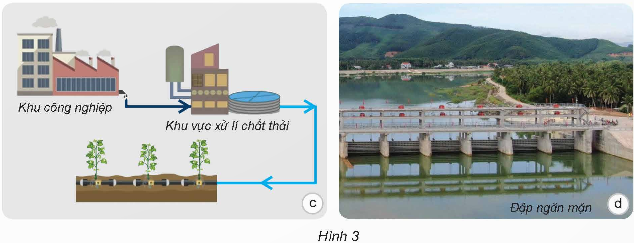 Khu công nghiệp
Khu vực xử lí chất thải
c
Đập ngăn mặn
d
Hình 3